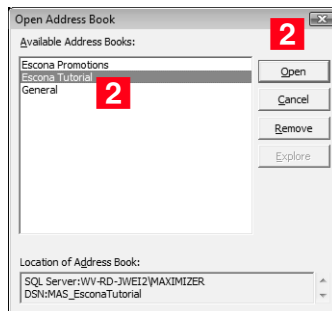 Open Address Book
2
Available Address Books:
Escona Promotions
Escona Tutorial
General
2
Open
Cancel
Remove
Explore
Location of Address Book:
SQL Server:WV-RD-JWEI2\MAXIMIZER
DSN:MAS_EsconaTutorial